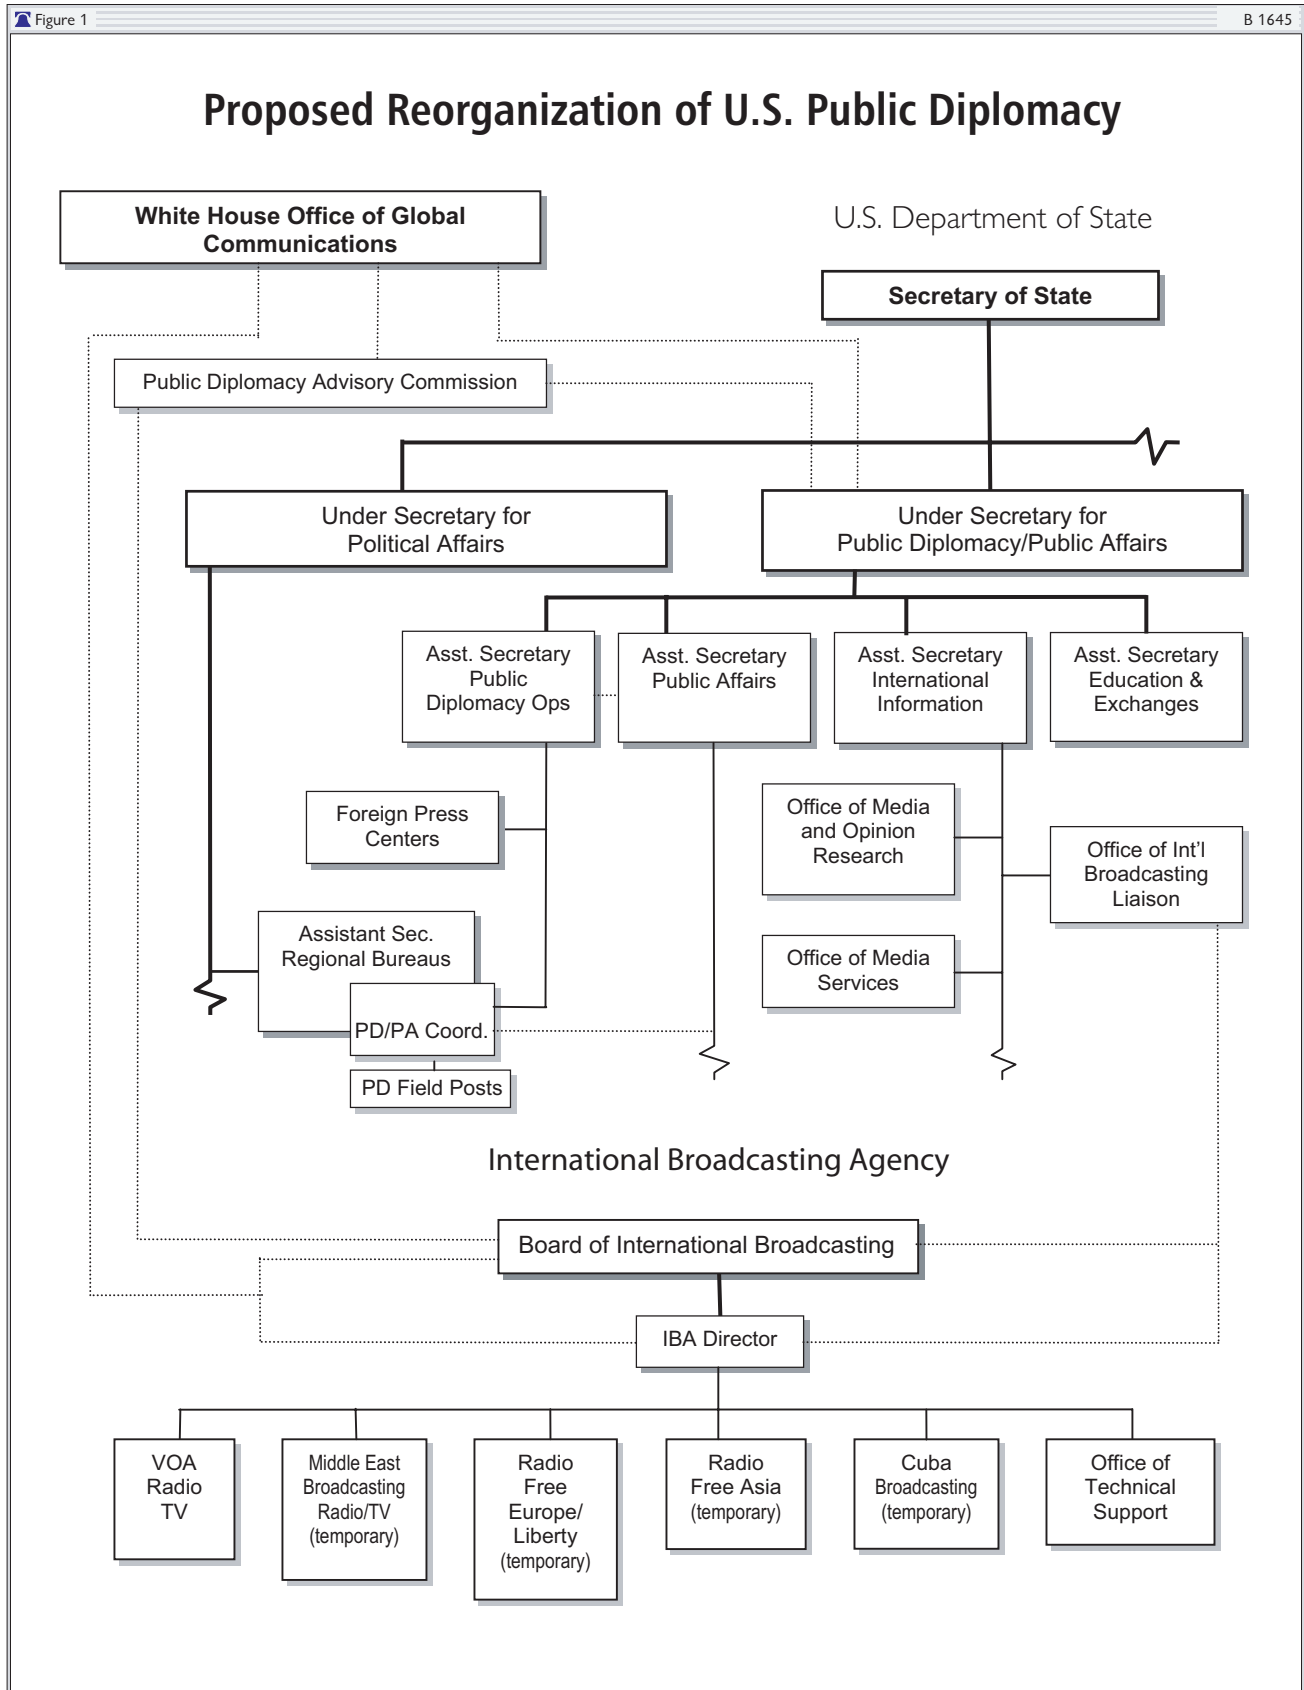 Figure 1
B 1645
Proposed Reorganization of U.S. Public Diplomacy
White House Office of Global
Communications
U.S. Department of State
Secretary of State
Public Diplomacy Advisory Commission
Under Secretary for
Political Affairs
Under Secretary for
Public Diplomacy/Public Affairs
Asst. Secretary
Public
Diplomacy Ops
Asst. Secretary
Public Affairs
Asst. Secretary
International
Information
Asst. Secretary
Education &
Exchanges
Foreign Press
Centers
Office of Media
and Opinion
Research
Office of Int'l
Broadcasting
Liaison
Assistant Sec.
Regional Bureaus
Office of Media
Services
PD/PA Coord.
PD Field Posts
International Broadcasting Agency
Board of International Broadcasting
IBA Director
VOA
Radio
TV
Middle East
Broadcasting
Radio/TV
(temporary)
Radio
Free
Europe/
Liberty
(temporary)
Radio
Free Asia
(temporary)
Cuba
Broadcasting
(temporary)
Office of
Technical
Support